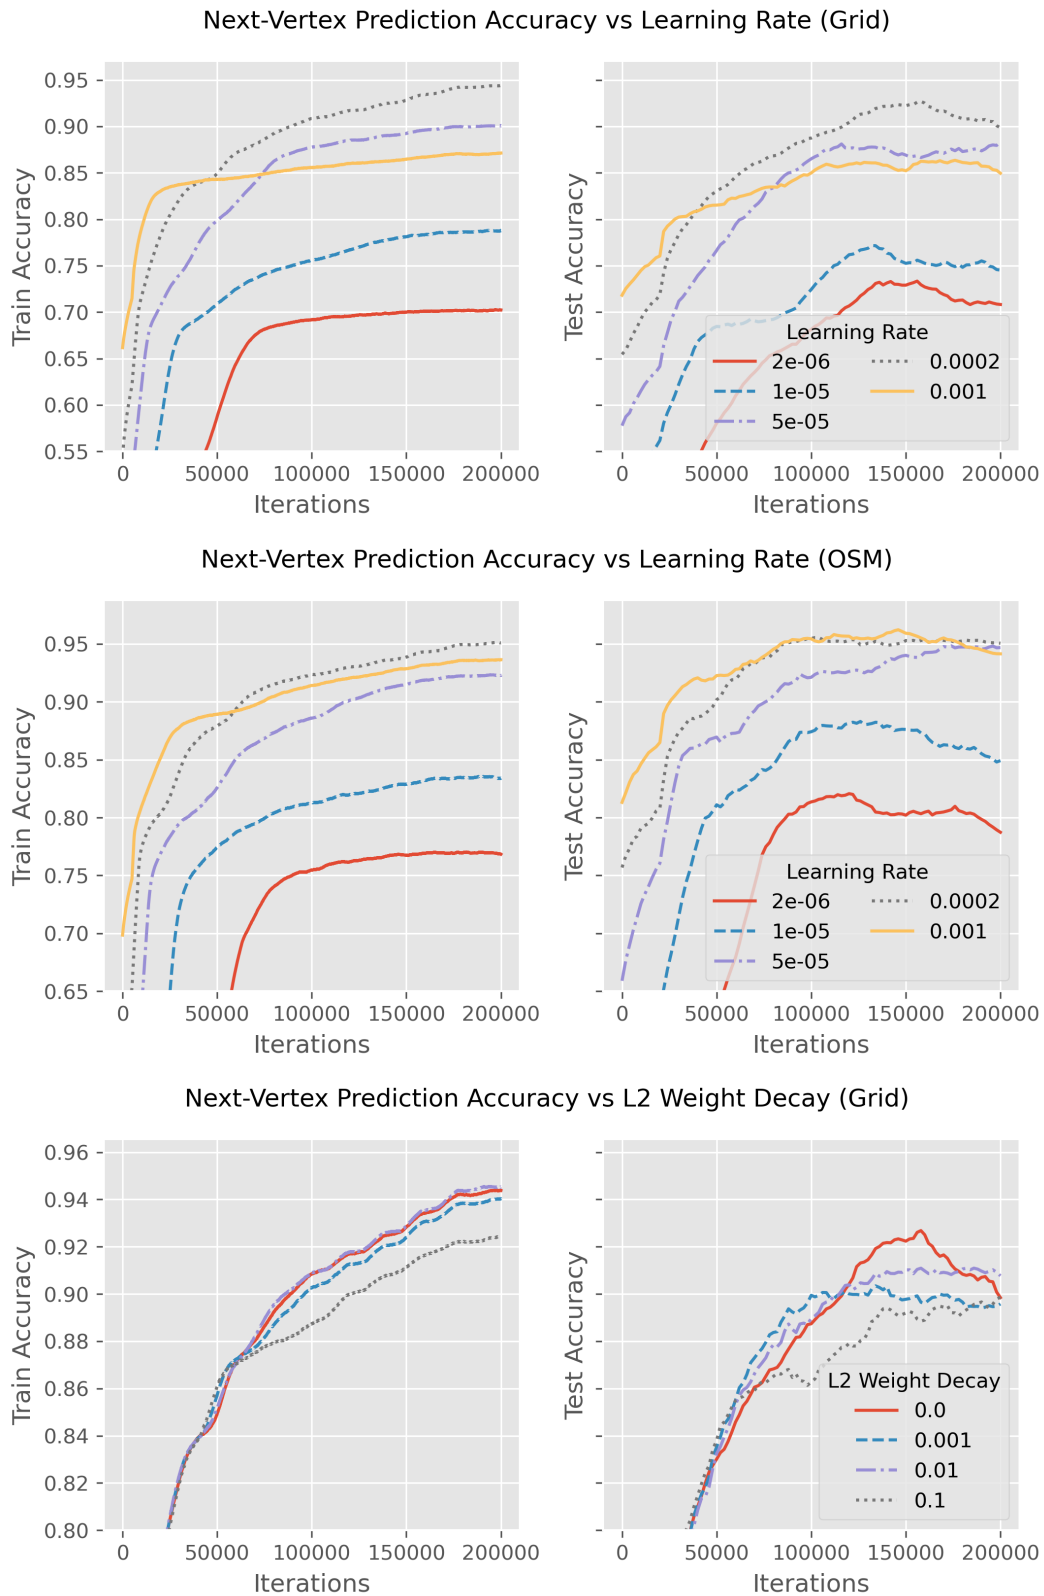 Next-Vertex Prediction Accuracy vs Learning Rate (Grid)
Train Accuracy
0.95
0.90
0.85
0.80
0.75
0.70
0.65
0.60
0.55
0 50000 100000 150000 200000
Iterations
Test Accuracy
Learning Rate
2e-06 0.0002
1e-05 0.001
5e-05
0 50000 100000 150000 200000
Iterations
Next-Vertex Prediction Accuracy vs Learning Rate (OSM)
Train Accuracy
0.95
0.90
0.85
0.80
0.75
0.70
0.65
0 50000 100000 150000 200000
Iterations
Test Accuracy
Learning Rate
2e-06 0.0002
1e-05 0.001
5e-05
0 50000 100000 150000 200000
Iterations
Next-Vertex Prediction Accuracy vs L2 Weight Decay (Grid)
Train Accuracy
0.96
0.94
0.92
0.90
0.88
0.86
0.84
0.82
0.80
0 50000 100000 150000 200000
Iterations
Test Accuracy
L2 Weight Decay
0.0
0.001
0.01
0.1
0 50000 100000 150000 200000
Iterations